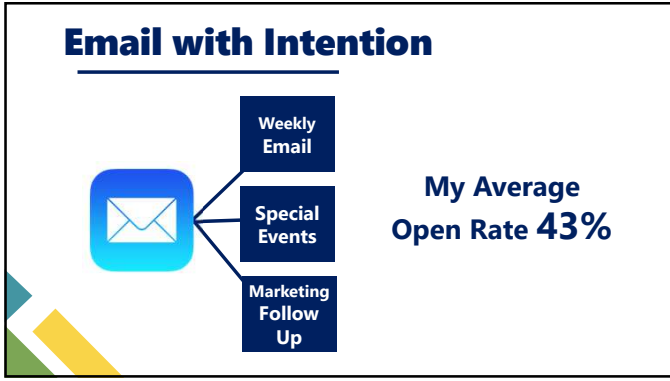 Email with Intention
Weekly
Email
Special
Events
Marketing
Follow
Up
My Average
Open Rate 43%